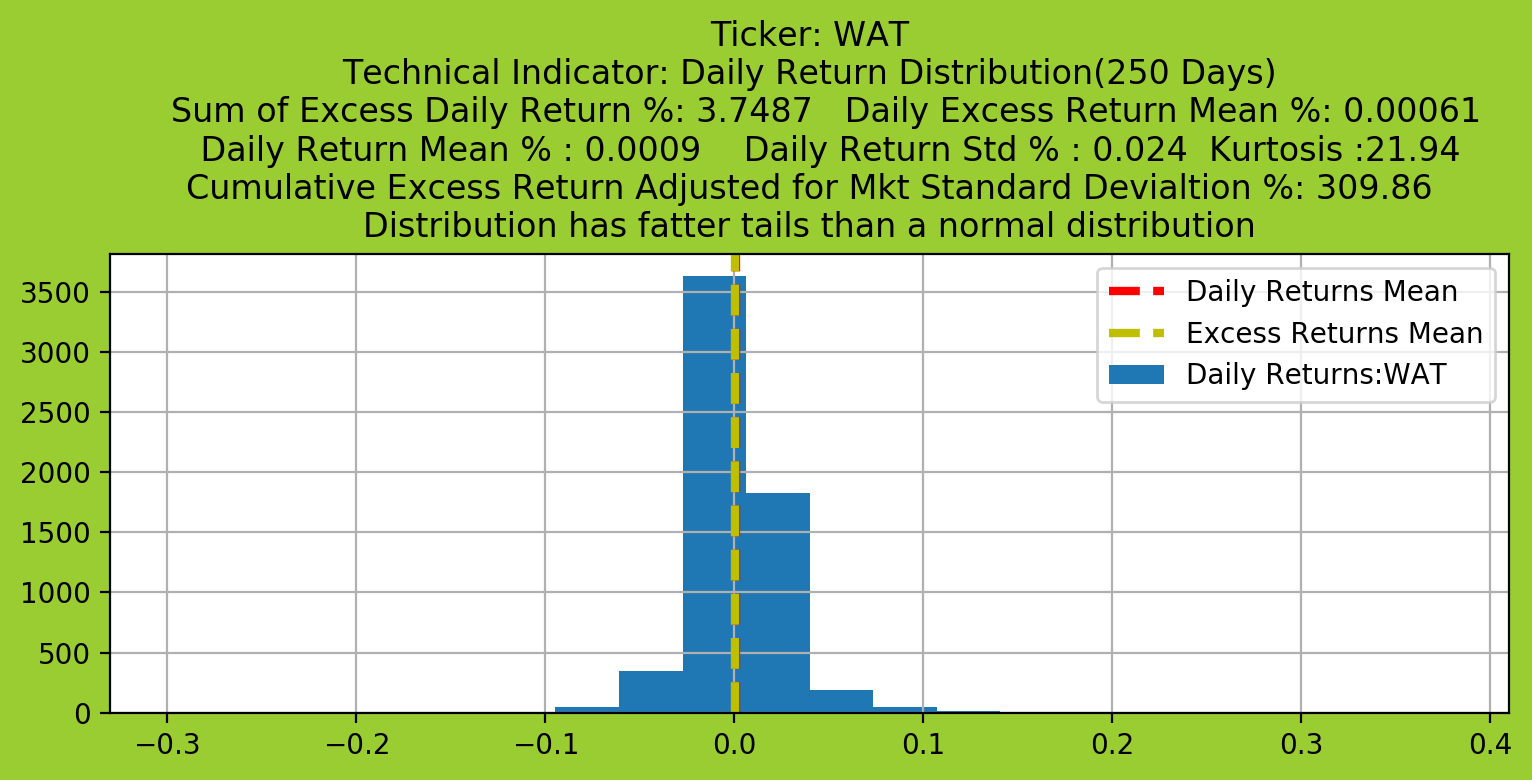 Ticker: WAT
Technical Indicator: Daily Return Distribution(250 Days)
Sum of Excess Daily Return %: 3.7487   Daily Excess Return Mean %: 0.00061
Daily Return Mean % : 0.0009    Daily Return Std % : 0.024  Kurtosis :21.94
Cumulative Excess Return Adjusted for Mkt Standard Devialtion %: 309.86
Distribution has fatter tails than a normal distribution
3500
3000
2500
2000
1500
1000
500
0
Daily Returns Mean
Excess Returns Mean
Daily Returns:WAT
−0.3 −0.2 −0.1 0.0 0.1 0.2 0.3 0.4